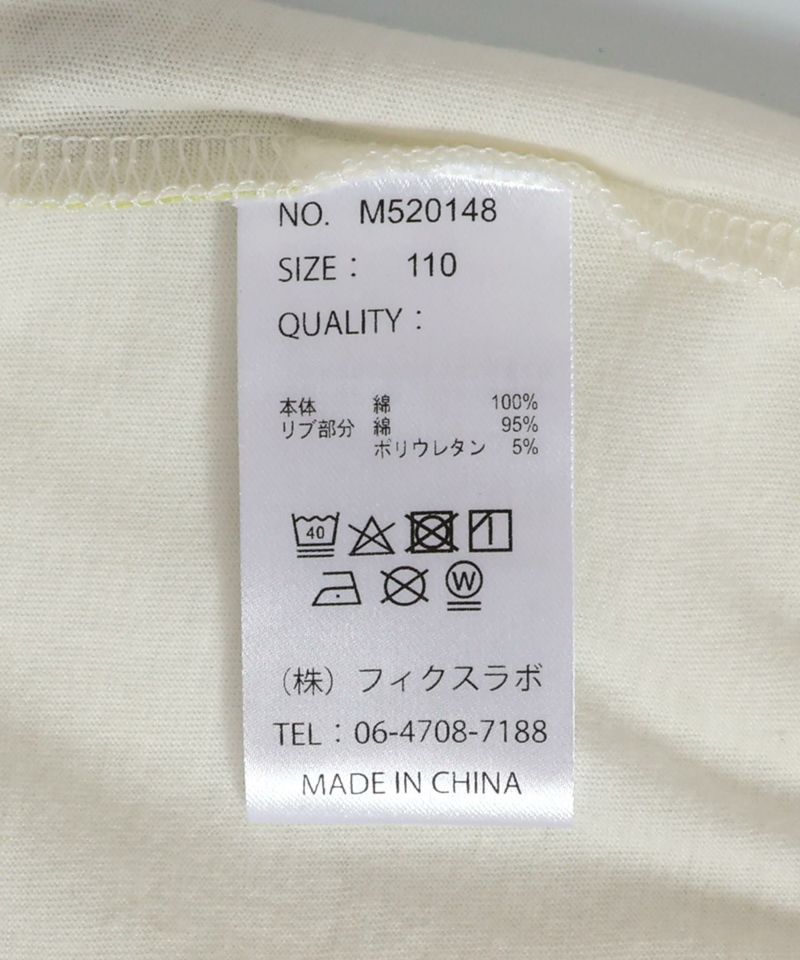 NO. M520148
SIZE： 110
QUALITY：
本体 綿 100%
リブ部分 綿 95%
ポリウレタン 5%
40
W
（株）フィクスラボ
TEL：06-4708-7188
MADE IN CHINA